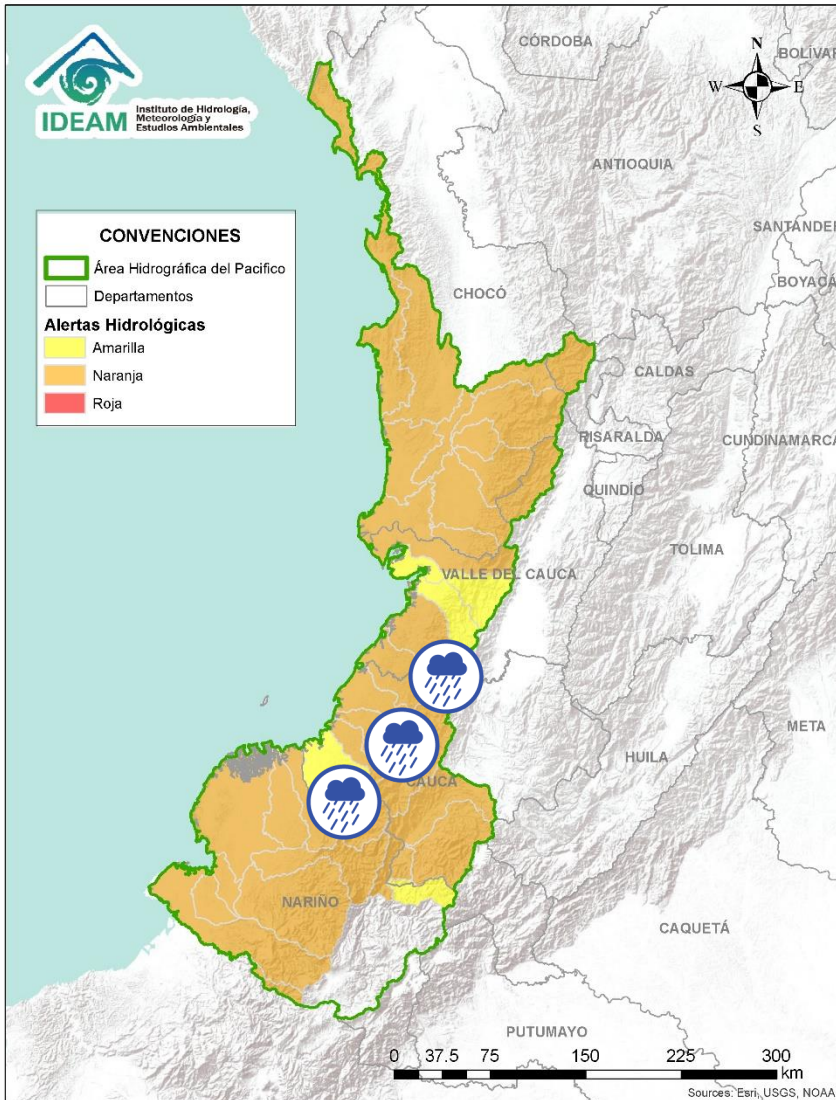 IDEAM
Instituto de Hidrología,
Meteorología y
Estudios Ambientales
CÓRDOBA
BOLÍVAR
N
W
E
S
ANTIOQUIA
SANTANDER
BOYACÁ
CONVENCIONES
Área Hidrográfica del Pacifico
Departamentos
Alertas Hidrológicas
Amarilla
Naranja
Roja
CHOCÓ
CALDAS
RISARALDA
CUNDINAMARCA
QUINDÍO
TOLIMA
VALLE DEL CAUCA
META
HUILA
CAUCA
NARIÑO
CAQUETÁ
PUTUMAYO
0 37.5 75 150 225 300
km
Sources: Esri, USGS, NOAA